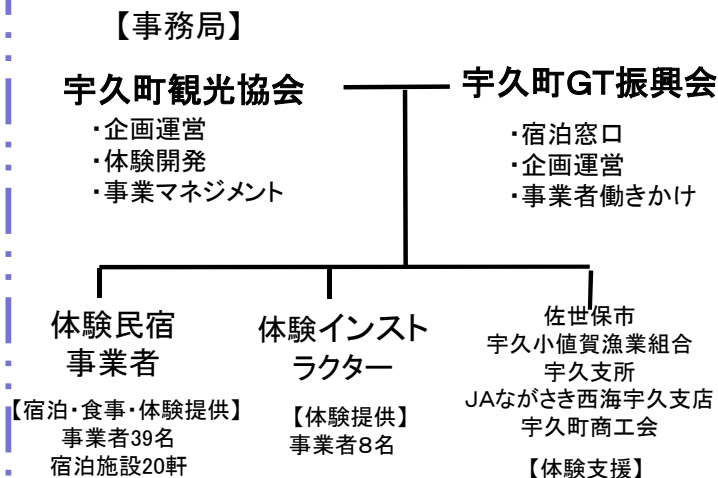 【事務局】
宇久町観光協会
・企画運営
・体験開発
・事業マネジメント
宇久町GT振興会
・宿泊窓口
・企画運営
・事業者働きかけ
体験民宿
事業者
【宿泊・食事・体験提供】
事業者39名
宿泊施設20軒
体験インスト
ラクター
【体験提供】
事業者８名
佐世保市
宇久小値賀漁業組合
宇久支所
JAながさき西海宇久支店
宇久町商工会
【体験支援】